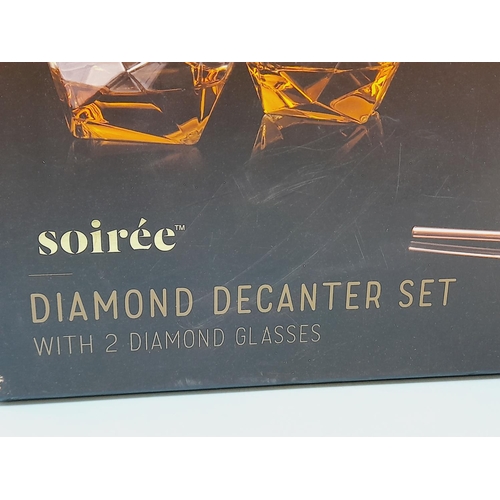 soirée™
DIAMOND DECANTER SET
WITH 2 DIAMOND GLASSES